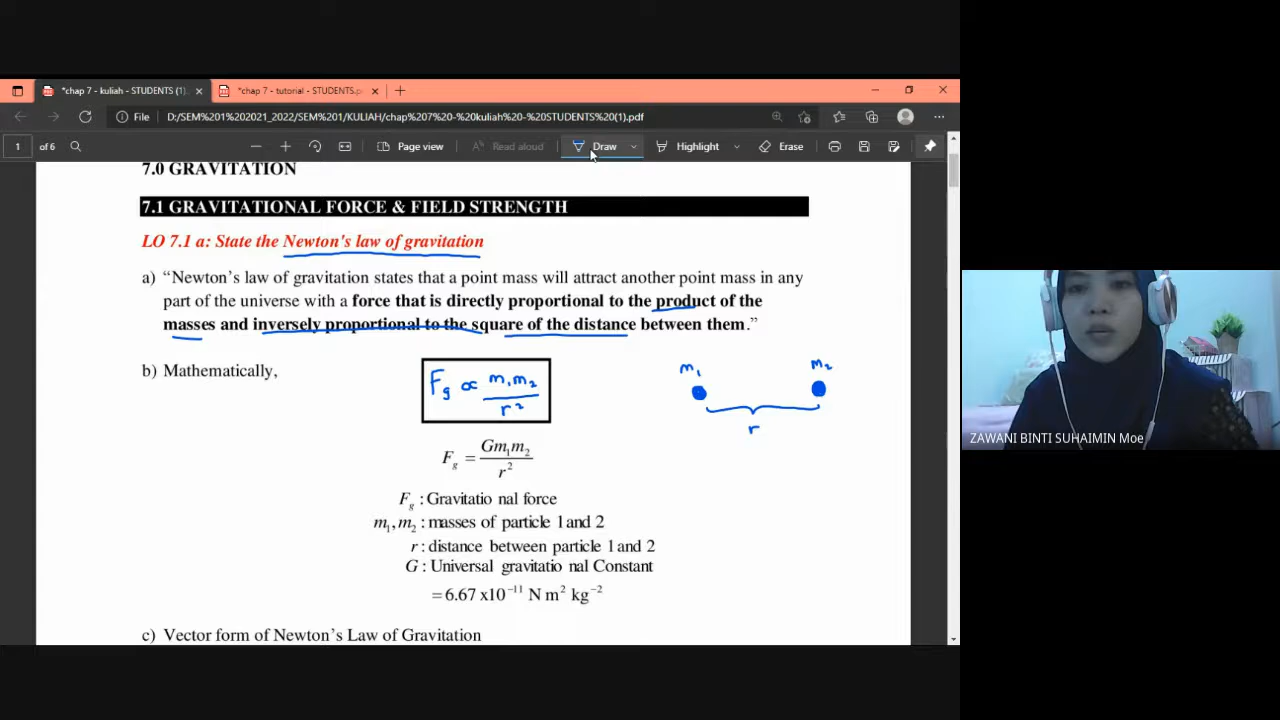 *chap 7 - kuliah - STUDENTS (1).
*chap 7 - tutorial - STUDENTS.p
File D:/SEM%201%202021_2022/SEM%201/KULIAH/chap%207%20-%20kuliah%20-%20STUDENTS%20(1).pdf
1 of 6 Page view Read aloud Draw Highlight Erase
7.0 GRAVITATION
7.1 GRAVITATIONAL FORCE & FIELD STRENGTH
LO 7.1 a: State the Newton's law of gravitation
a) “Newton’s law of gravitation states that a point mass will attract another point mass in any
part of the universe with a force that is directly proportional to the product of the
masses and inversely proportional to the square of the distance between them.”
b) Mathematically,
Fg ∝ m1m2 / r²
m1 m2
r
Fg = Gm1m2 / r²
Fg : Gravitatio nal force
m1, m2 : masses of particle 1 and 2
r : distance between particle 1 and 2
G : Universal gravitatio nal Constant
= 6.67 x10⁻¹¹ N m² kg⁻²
c) Vector form of Newton’s Law of Gravitation
ZAWANI BINTI SUHAIMIN Moe